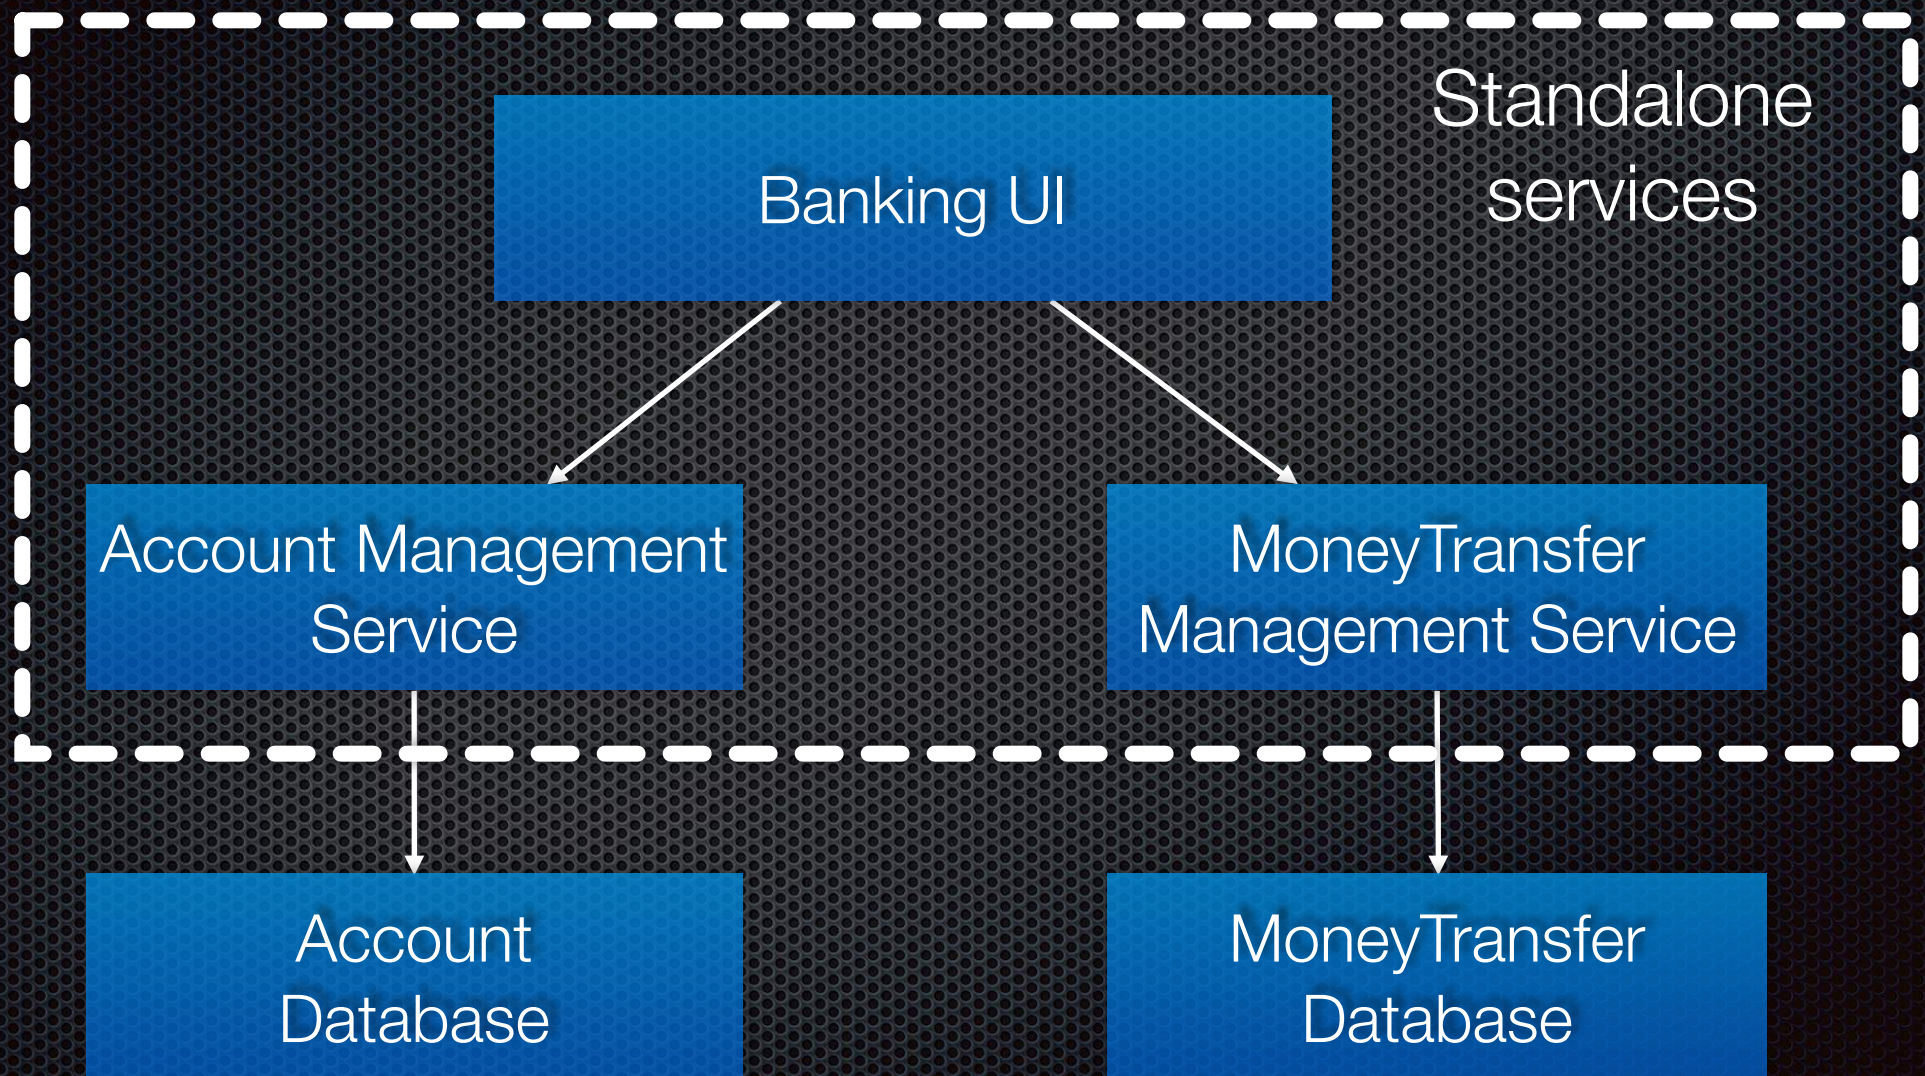 Standalone
services
Banking UI
Account Management
Service
MoneyTransfer
Management Service
Account
Database
MoneyTransfer
Database